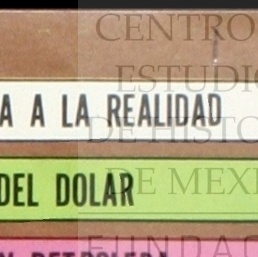 CENTRO
ESTUDIO
A A LA REALIDAD
DE HISTO
DEL DOLAR
DE MEXI
FUNDAC